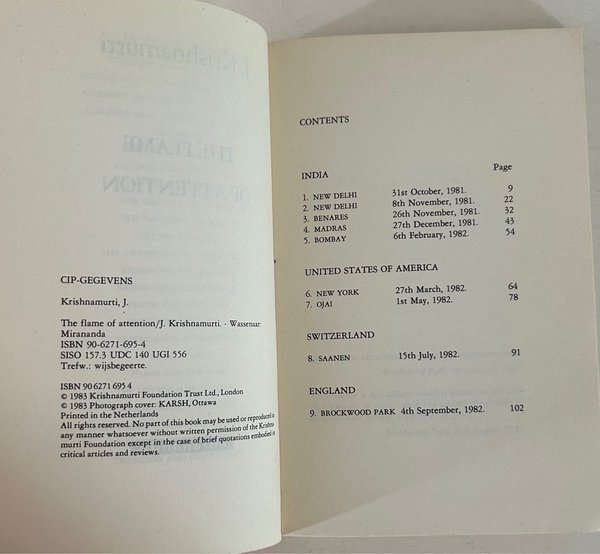 CIP-GEGEVENS
Krishnamurti, J.
The flame of attention/J. Krishnamurti. - Wassenaar:
Mirananda
ISBN 90-6271-695-4
SISO 157.3 UDC 140 UGI 556
Trefw.: wijsbegeerte.
ISBN 90 6271 695 4
© 1983 Krishnamurti Foundation Trust Ltd., London
© 1983 Photograph cover: KARSH, Ottawa
Printed in the Netherlands
All rights reserved. No part of this book may be used or reproduced in
any manner whatsoever without written permission of the Krishna-
murti Foundation except in the case of brief quotations embodied in
critical articles and reviews.
CONTENTS
Page
INDIA
1. NEW DELHI 31st October, 1981. 9
2. NEW DELHI 8th November, 1981. 22
3. BENARES 26th November, 1981. 32
4. MADRAS 27th December, 1981. 43
5. BOMBAY 6th February, 1982. 54
UNITED STATES OF AMERICA
6. NEW YORK 27th March, 1982. 64
7. OJAI 1st May, 1982. 78
SWITZERLAND
8. SAANEN 15th July, 1982. 91
ENGLAND
9. BROCKWOOD PARK 4th September, 1982. 102